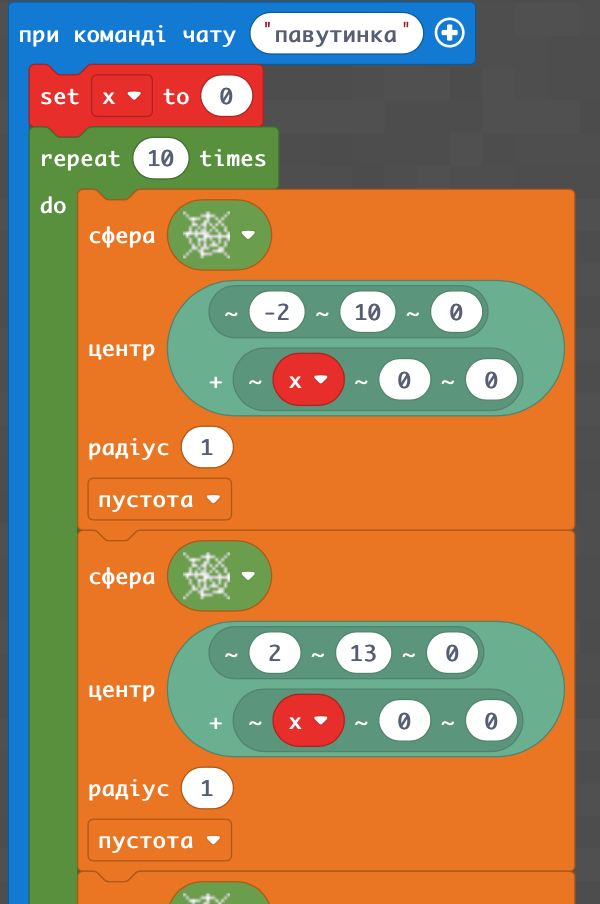 при команді чату "павутинка"
set x to 0
repeat 10 times
do
сфера
~ -2 ~ 10 ~ 0
центр
+ ~ x ~ 0 ~ 0
радіус 1
пустота
сфера
~ 2 ~ 13 ~ 0
центр
+ ~ x ~ 0 ~ 0
радіус 1
пустота